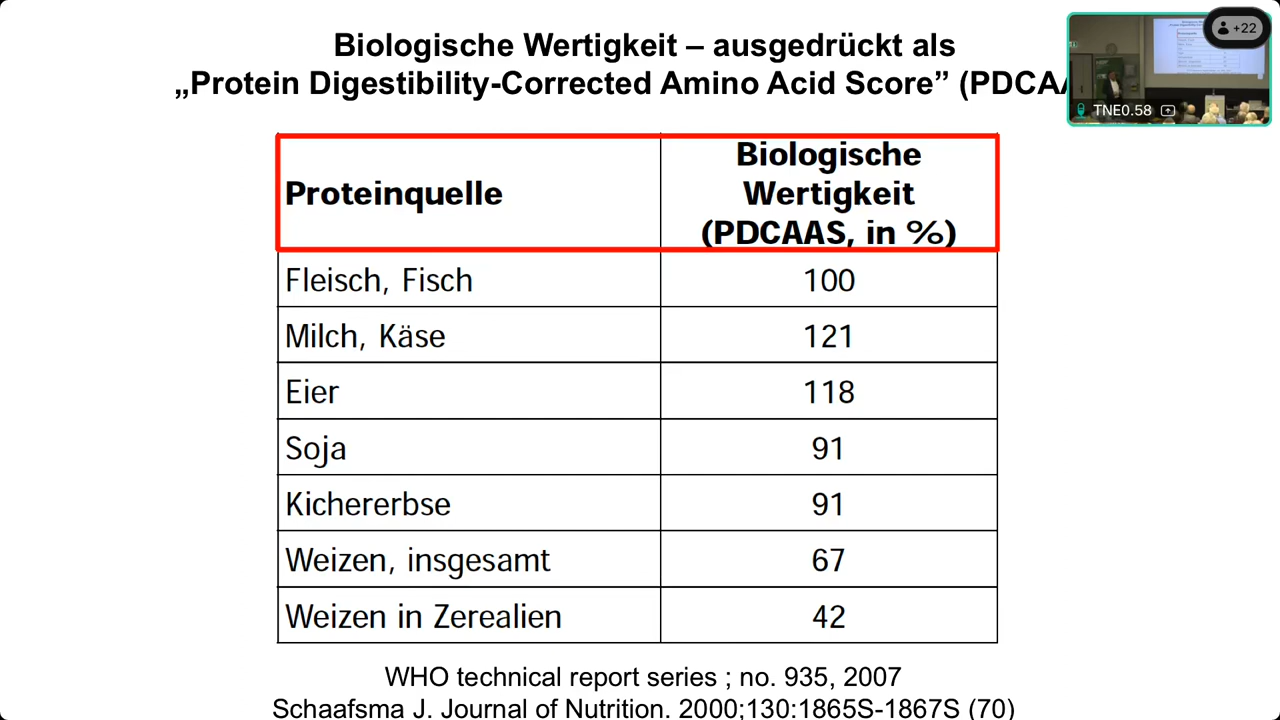 Biologische Wertigkeit – ausgedrückt als
„Protein Digestibility-Corrected Amino Acid Score” (PDCAA
+22
TNE0.58
Proteinquelle
Biologische
Wertigkeit
(PDCAAS, in %)
Fleisch, Fisch 100
Milch, Käse 121
Eier 118
Soja 91
Kichererbse 91
Weizen, insgesamt 67
Weizen in Zerealien 42
WHO technical report series ; no. 935, 2007
Schaafsma J. Journal of Nutrition. 2000;130:1865S-1867S (70)